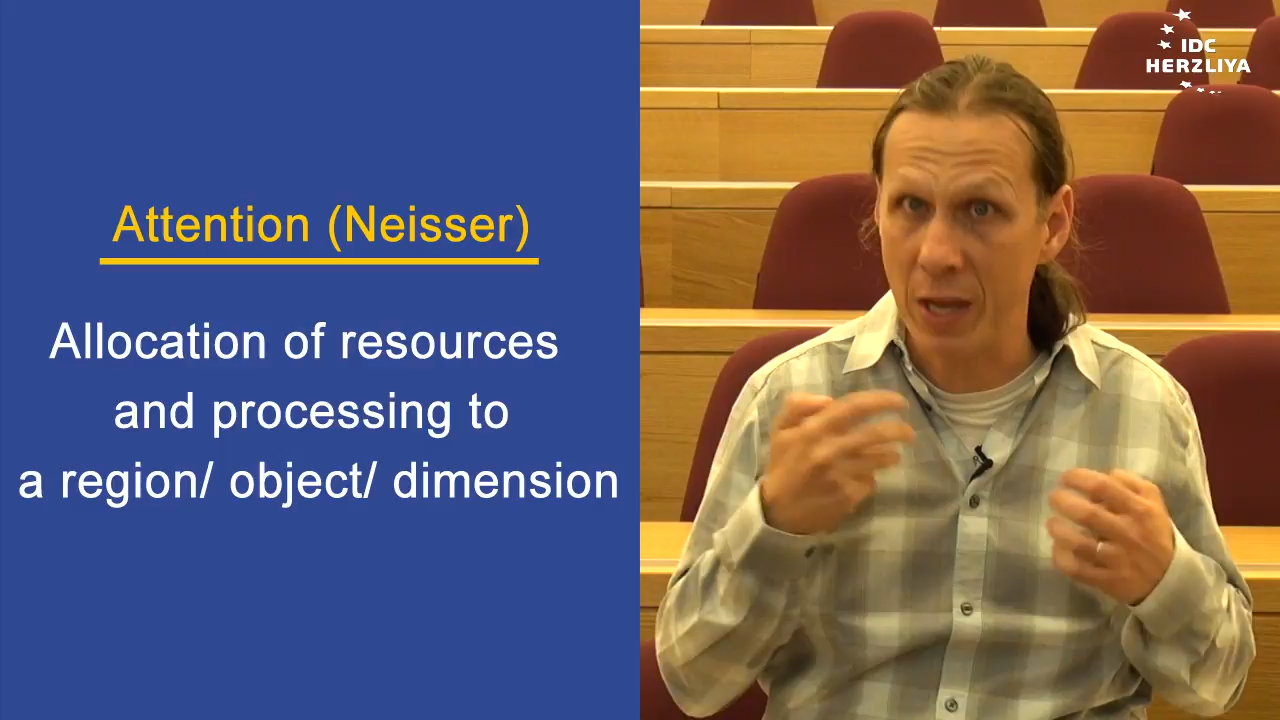 Attention (Neisser)
Allocation of resources
and processing to
a region/ object/ dimension
IDC
HERZLIYA